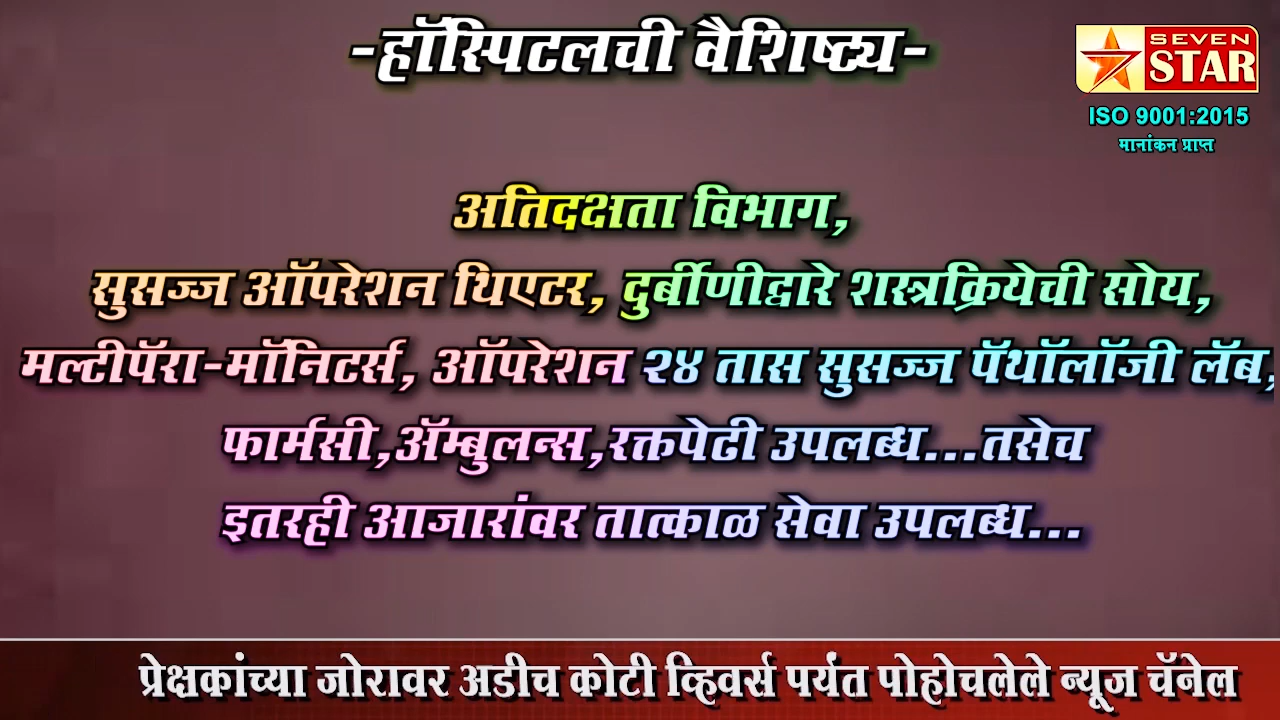 -हॉस्पिटलची वैशिष्ट्य-
SEVEN
STAR
ISO 9001:2015
मानांकन प्राप्त
अतिदक्षता विभाग,
सुसज्ज ऑपरेशन थिएटर, दुर्बीणीद्वारे शस्त्रक्रियेची सोय,
मल्टीपॅरा-मॉनिटर्स, ऑपरेशन २४ तास सुसज्ज पॅथॉलॉजी लॅब,
फार्मसी,ॲम्बुलन्स,रक्तपेढी उपलब्ध...तसेच
इतरही आजारांवर तात्काळ सेवा उपलब्ध...
प्रेक्षकांच्या जोरावर अडीच कोटी व्हिवर्स पर्यंत पोहोचलेले न्यूज चॅनेल